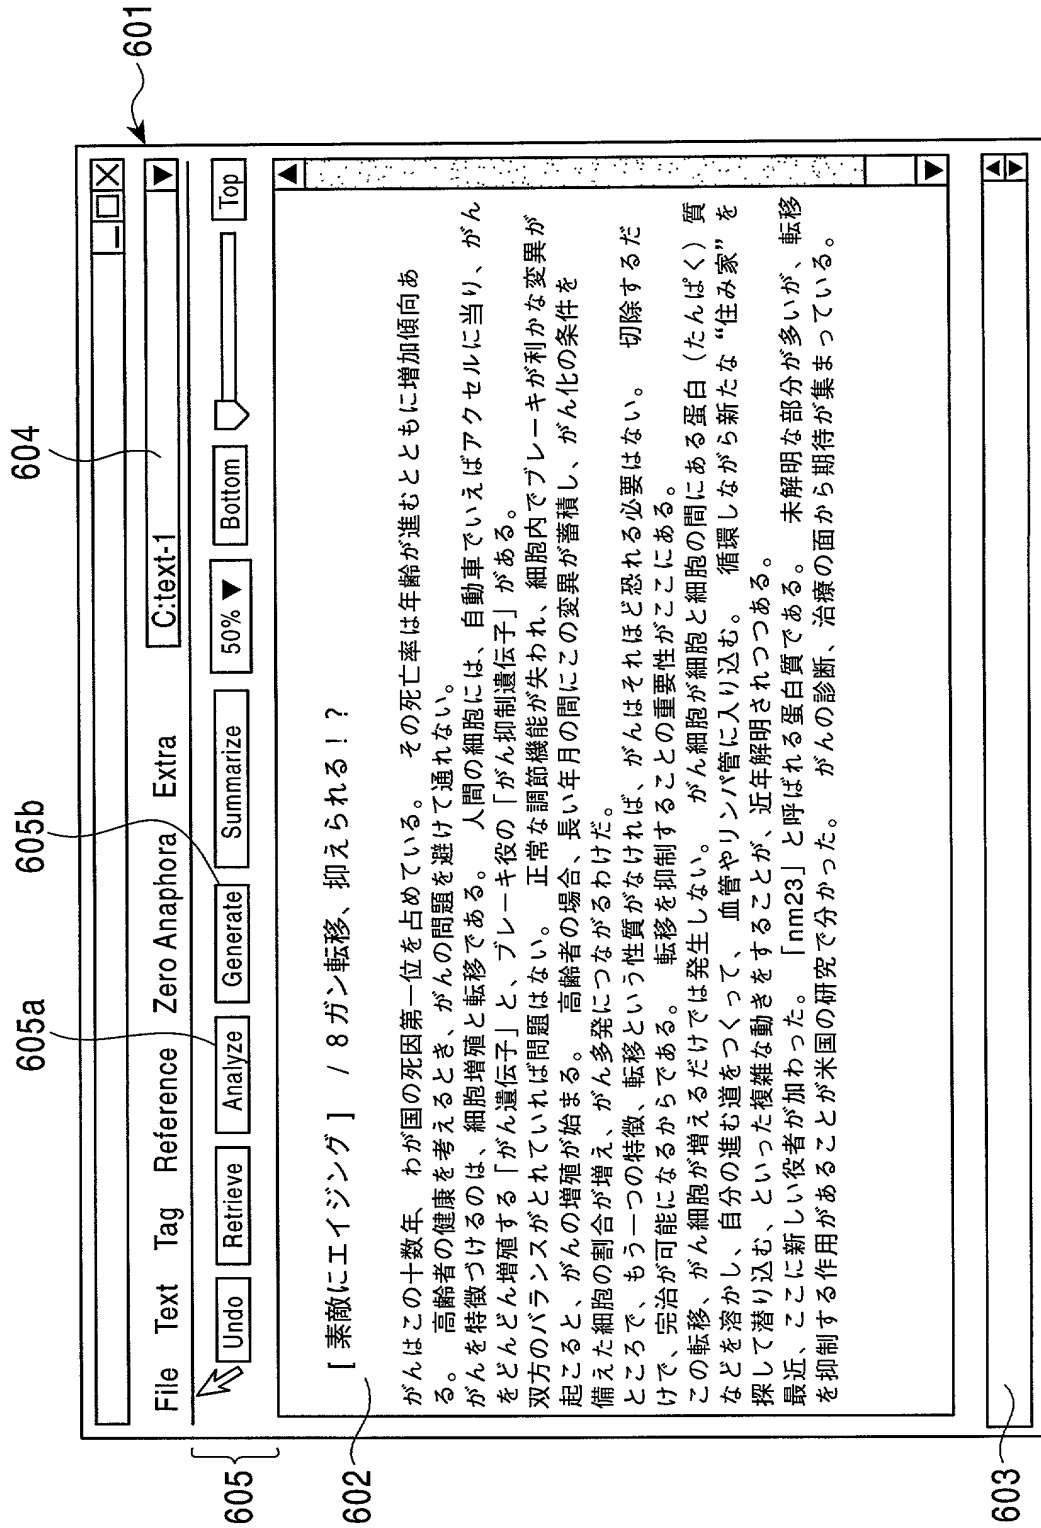 604
605a
605b
601
C:text-1
File Text Tag Reference Zero Anaphora Extra
605
Undo Retrieve Analyze Generate Summarize 50% ▼ Bottom Top
602
[素敵にエイジング] /8ガン転移、抑えられる!?
がんはこの十数年、わが国の死因第一位を占めている。 その死亡率は年齢が進むとともに増加傾向あ
る。 高齢者の健康を考えるとき、がんの問題を避けて通れない。
がんを特徴づけるのは、細胞増殖と転移である。 人間の細胞には、自動車でいえばアクセルに当り、がん
をどんどん増殖する「がん遺伝子」と、ブレーキ役の「がん抑制遺伝子」がある。
双方のバランスがとれていれば問題はない。 正常な調節機能が失われ、細胞内でブレーキが利かな変異が
起こると、がんの増殖が始まる。 高齢者の場合、長い年月の間にこの変異が蓄積し、がん化の条件を
備えた細胞の割合が増え、がん多発につながるわけだ。
ところで、もう一つの特徴、転移という性質がなければ、がんはそれほど恐れる必要はない。 切除するだ
けで、完治が可能になるからである。 転移を抑制することの重要性がここにある。
この転移、がん細胞が増えるだけでは発生しない。 がん細胞が細胞と細胞の間にある蛋白(たんぱく)質
などを溶かし、自分の進む道をつくって、血管やリンパ管に入り込む。 循環しながら新たな“住み家”を
探して潜り込む、といった複雑な動きをすることが、近年解明されつつある。
最近、ここに新しい役者が加わった。 「nm23」と呼ばれる蛋白質である。 未解明な部分が多いが、転移
を抑制する作用があることが米国の研究で分かった。 がんの診断、治療の面から期待が集まっている。
603